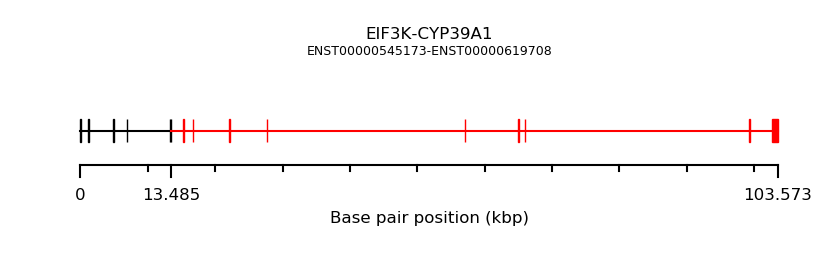 EIF3K-CYP39A1
ENST00000545173-ENST00000619708
0 13.485 103.573
Base pair position (kbp)